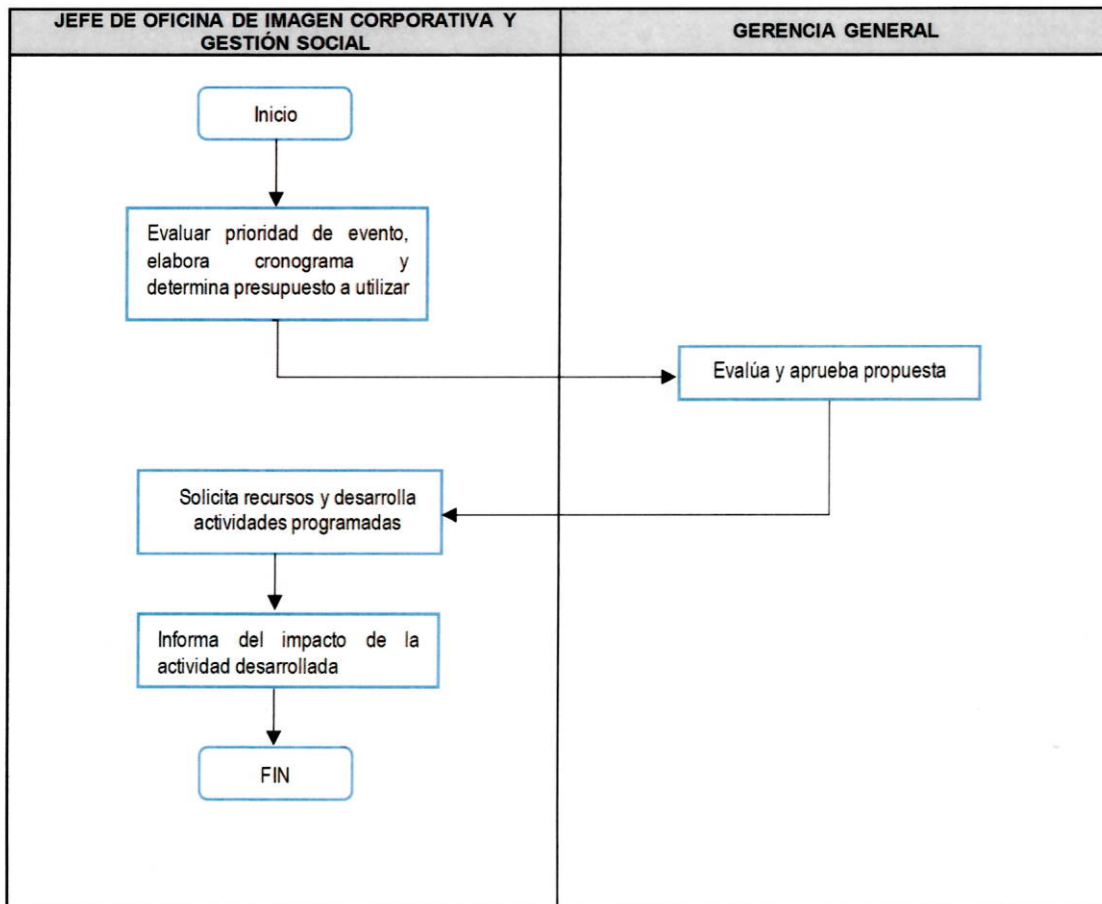 JEFE DE OFICINA DE IMAGEN CORPORATIVA Y
GESTIÓN SOCIAL
GERENCIA GENERAL
Inicio
Evaluar prioridad de evento,
elabora cronograma y
determina presupuesto a utilizar
Evalúa y aprueba propuesta
Solicita recursos y desarrolla
actividades programadas
Informa del impacto de la
actividad desarrollada
FIN